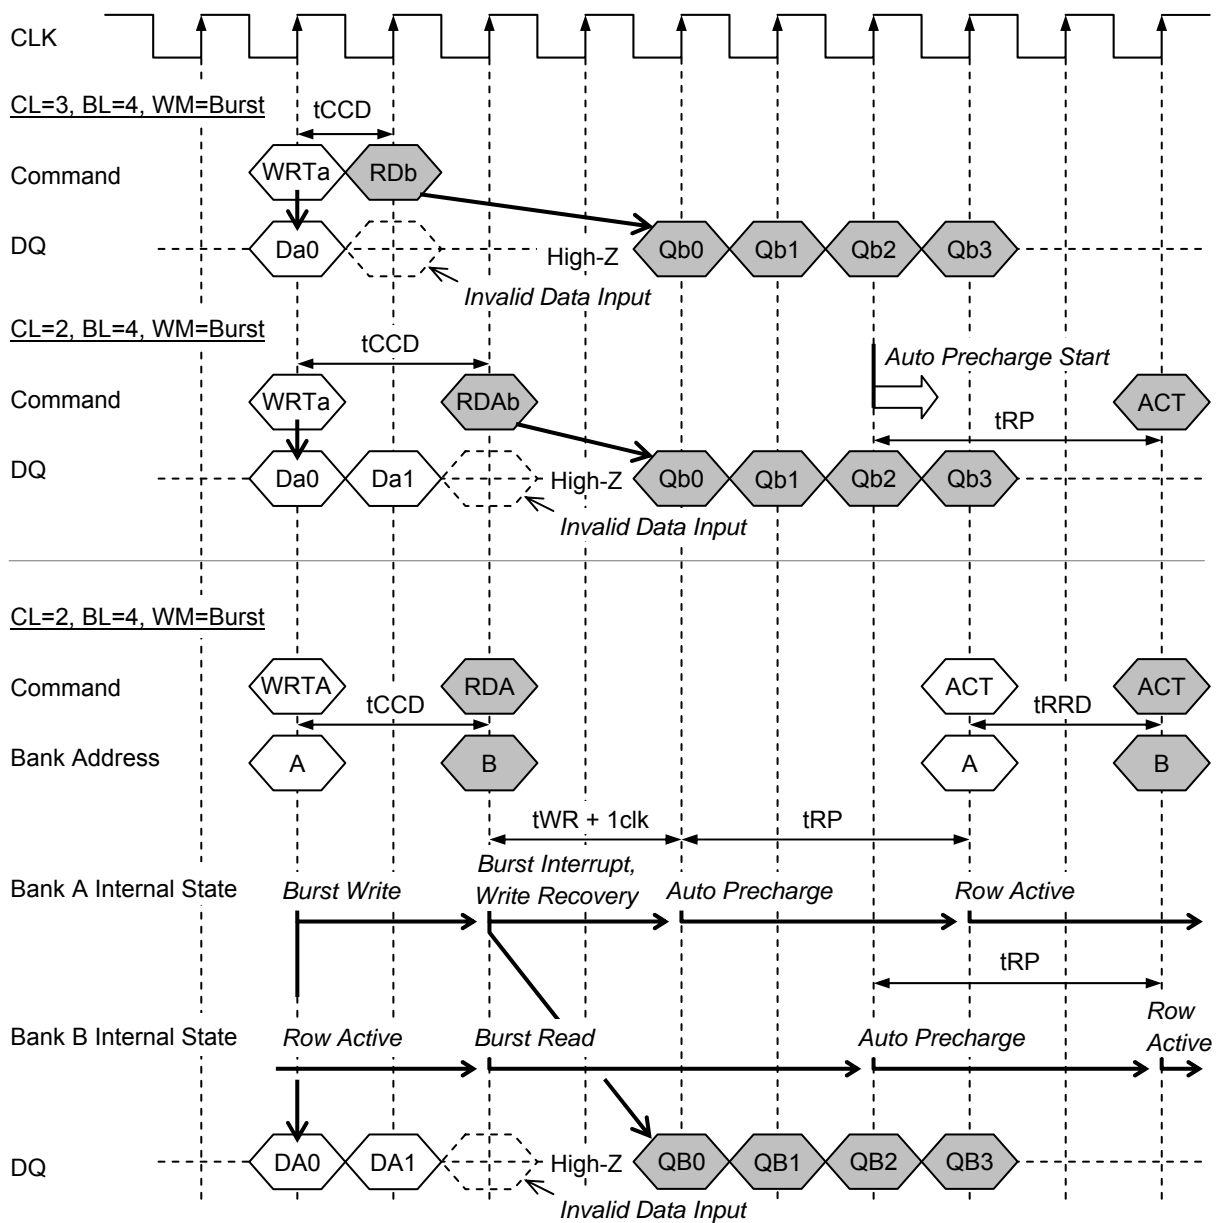 CLK
CL=3, BL=4, WM=Burst
tCCD
Command WRTa RDb
DQ Da0 High-Z Qb0 Qb1 Qb2 Qb3
Invalid Data Input
CL=2, BL=4, WM=Burst
tCCD
Auto Precharge Start
Command WRTa RDAb ACT
tRP
DQ Da0 Da1 High-Z Qb0 Qb1 Qb2 Qb3
Invalid Data Input
CL=2, BL=4, WM=Burst
Command WRTA RDA ACT ACT
tCCD tRRD
Bank Address A B A B
tWR + 1clk tRP
Burst Interrupt,
Bank A Internal State Burst Write Write Recovery Auto Precharge Row Active
tRP
Row
Bank B Internal State Row Active Burst Read Auto Precharge Active
DQ DA0 DA1 High-Z QB0 QB1 QB2 QB3
Invalid Data Input